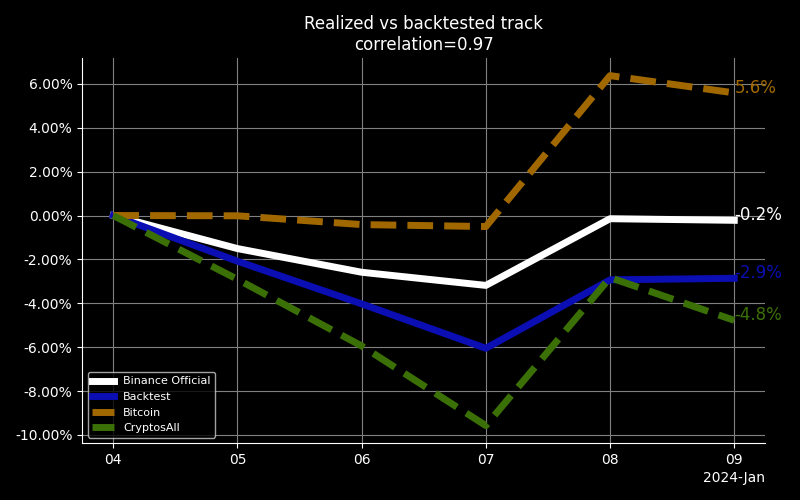 Realized vs backtested track
correlation=0.97
6.00%
4.00%
2.00%
0.00%
-2.00%
-4.00%
-6.00%
-8.00%
-10.00%
5.6%
-0.2%
-2.9%
-4.8%
Binance Official
Backtest
Bitcoin
CryptosAll
04 05 06 07 08 09
2024-Jan